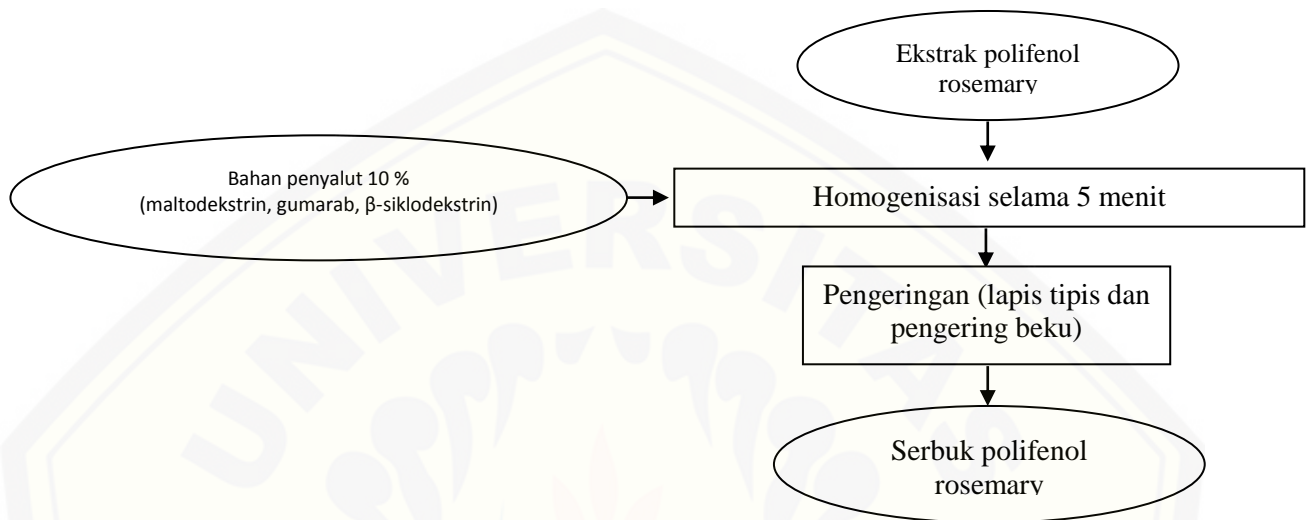 Ekstrak polifenol
rosemary
Bahan penyalut 10 %
(maltodekstrin, gumarab, β-siklodekstrin)
Homogenisasi selama 5 menit
Pengeringan (lapis tipis dan
pengering beku)
Serbuk polifenol
rosemary
UNIVERSITAS